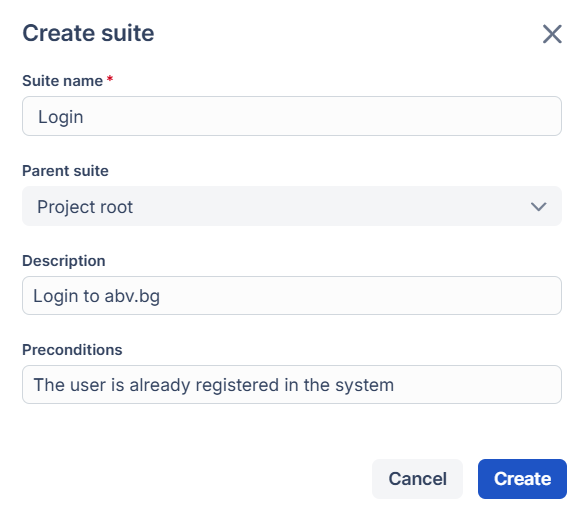 Create suite
Suite name *
Login
Parent suite
Project root
Description
Login to abv.bg
Preconditions
The user is already registered in the system
Cancel
Create